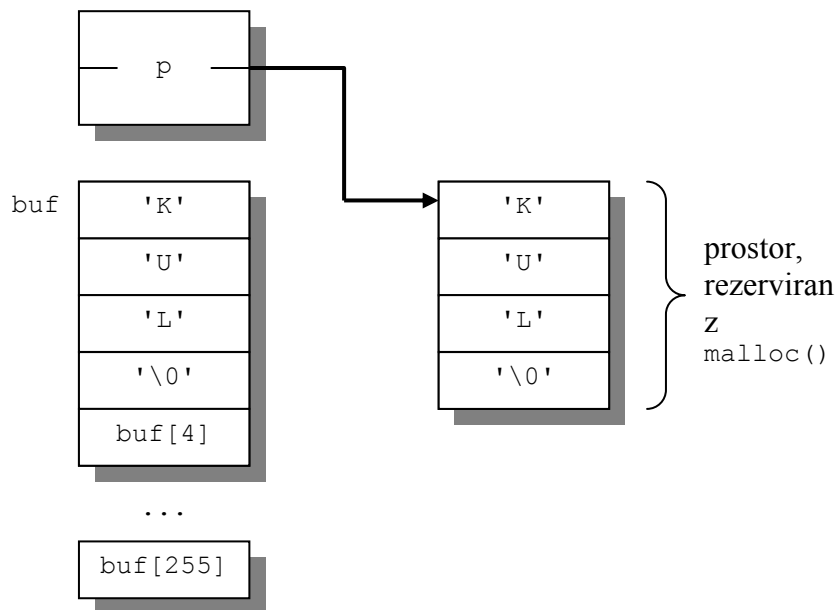 p
buf
'K'
'U'
'L'
'\0'
buf[4]
...
buf[255]
'K'
'U'
'L'
'\0'
prostor,
rezerviran
z
malloc()